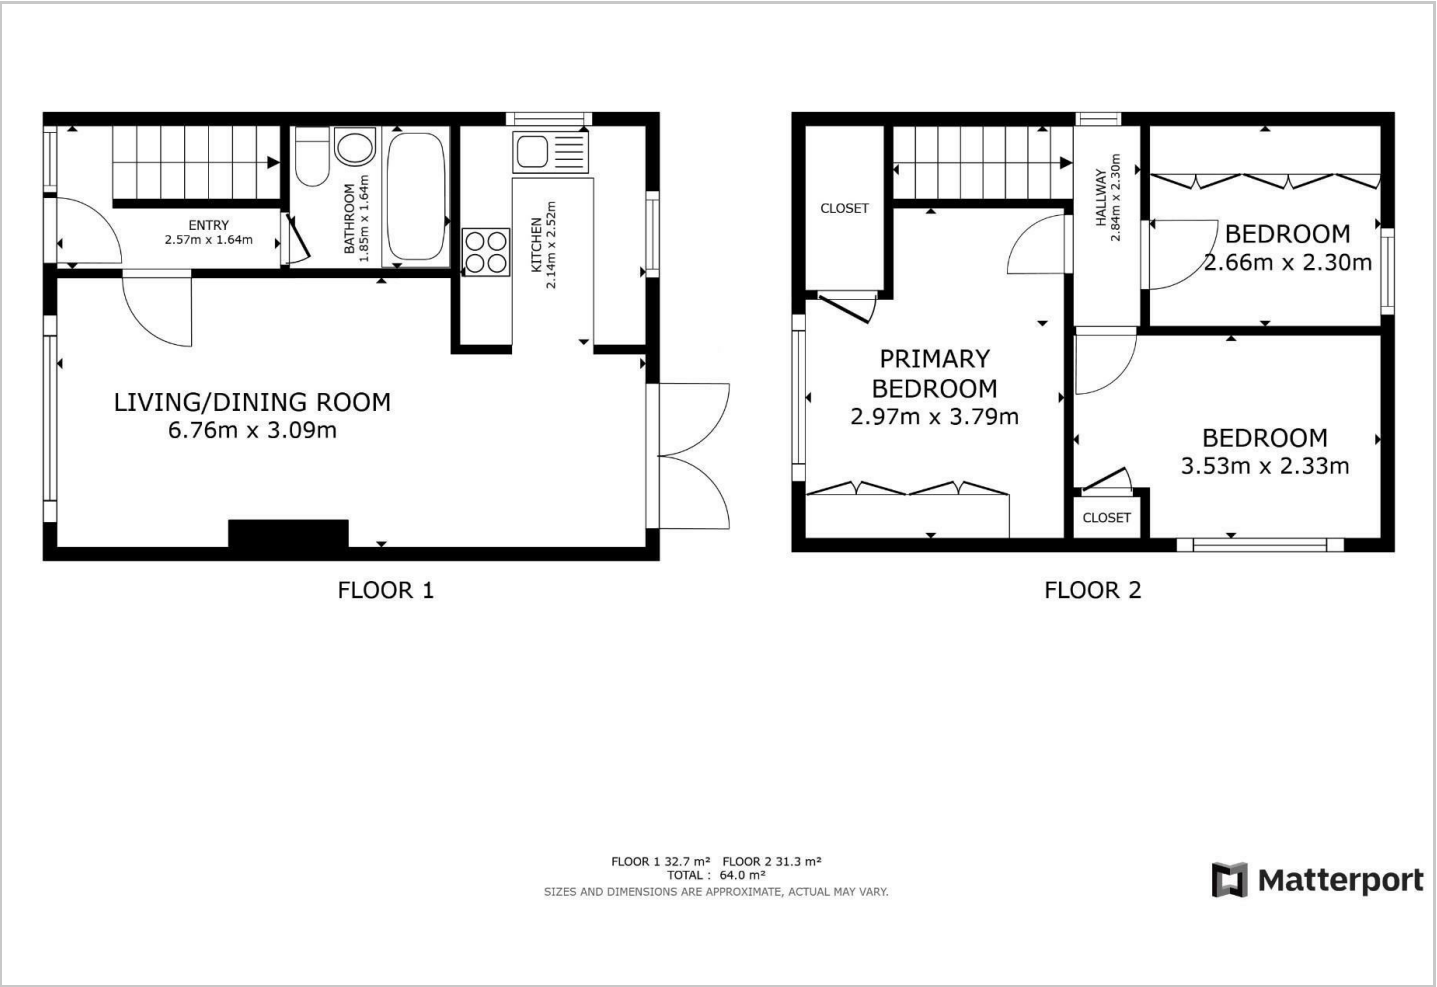 ENTRY
2.57m x 1.64m
BATHROOM
1.85m x 1.64m
KITCHEN
2.14m x 2.52m
LIVING/DINING ROOM
6.76m x 3.09m
FLOOR 1
CLOSET
HALLWAY
2.84m x 2.30m
BEDROOM
2.66m x 2.30m
PRIMARY
BEDROOM
2.97m x 3.79m
BEDROOM
3.53m x 2.33m
CLOSET
FLOOR 2
FLOOR 1 32.7 m² FLOOR 2 31.3 m²
TOTAL : 64.0 m²
SIZES AND DIMENSIONS ARE APPROXIMATE, ACTUAL MAY VARY.
Matterport